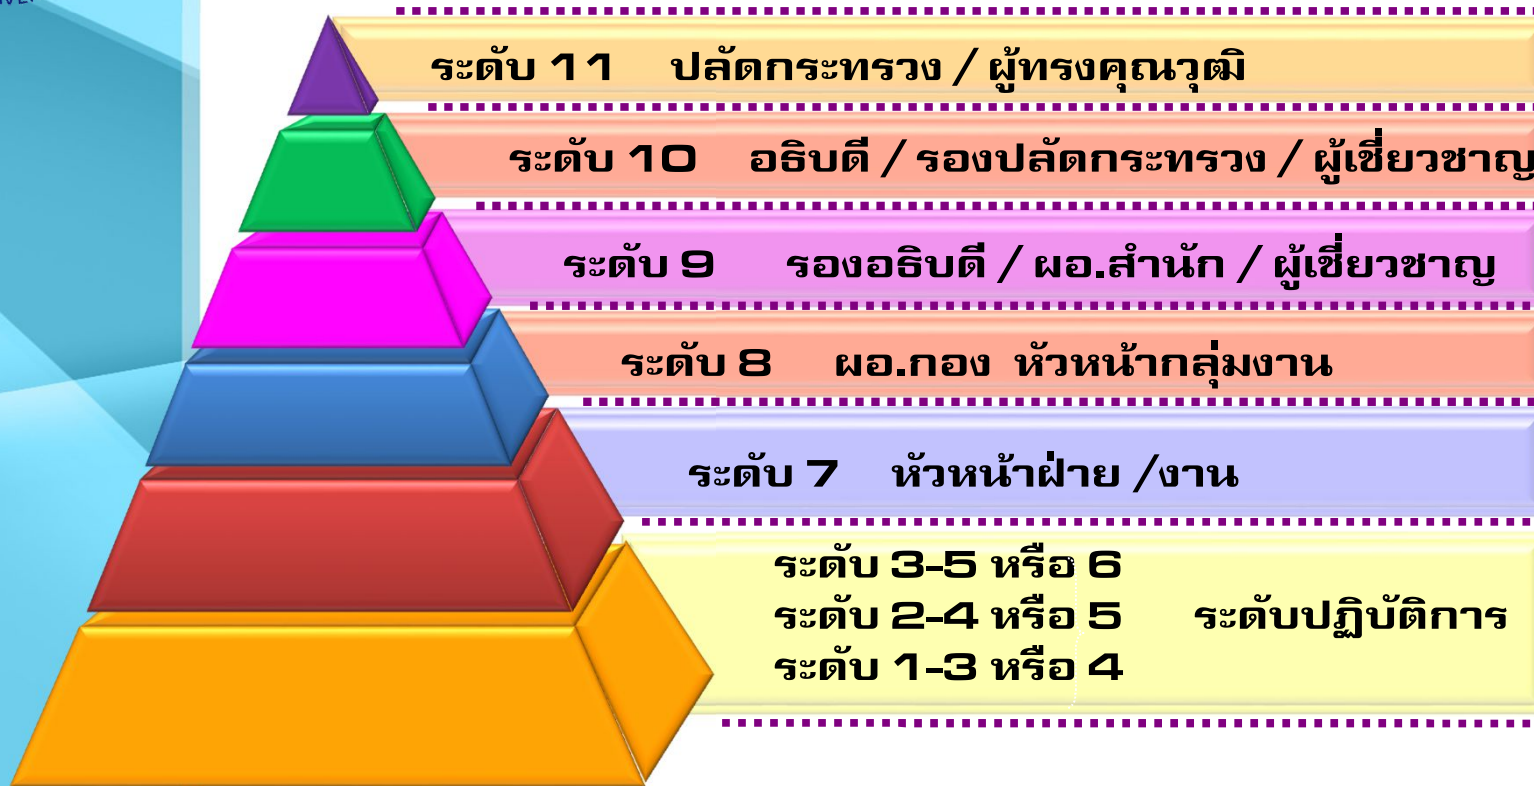 ระดับ 11 ปลัดกระทรวง / ผู้ทรงคุณวุฒิ
ระดับ 10 อธิบดี / รองปลัดกระทรวง / ผู้เชี่ยวชาญ
ระดับ 9 รองอธิบดี / ผอ.สำนัก / ผู้เชี่ยวชาญ
ระดับ 8 ผอ.กอง หัวหน้ากลุ่มงาน
ระดับ 7 หัวหน้าฝ่าย /งาน
ระดับ 3-5 หรือ 6
ระดับ 2-4 หรือ 5 ระดับปฏิบัติการ
ระดับ 1-3 หรือ 4